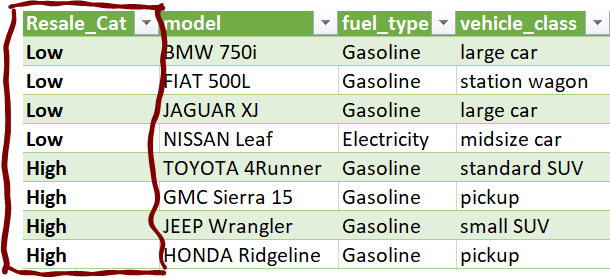 Resale_Cat model fuel_type vehicle_class
Low BMW 750i Gasoline large car
Low FIAT 500L Gasoline station wagon
Low JAGUAR XJ Gasoline large car
Low NISSAN Leaf Electricity midsize car
High TOYOTA 4Runner Gasoline standard SUV
High GMC Sierra 15 Gasoline pickup
High JEEP Wrangler Gasoline small SUV
High HONDA Ridgeline Gasoline pickup